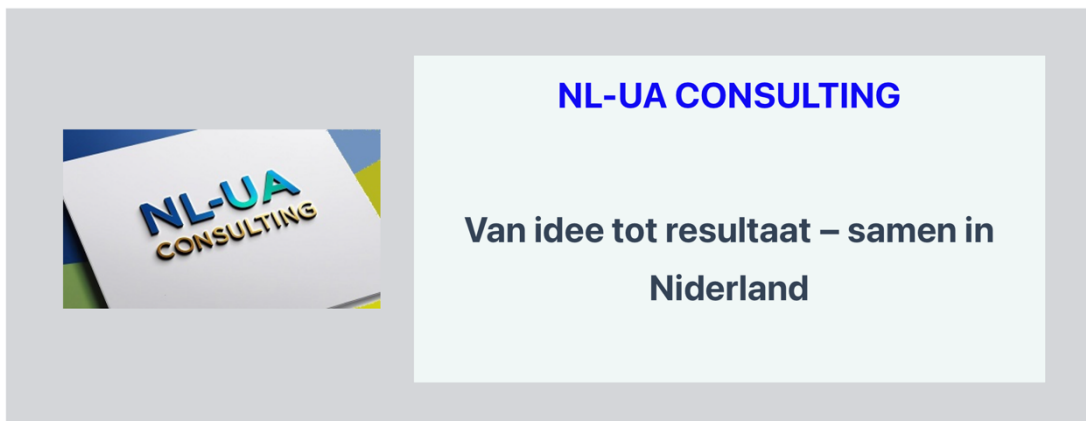 NL-UA
CONSULTING
NL-UA CONSULTING
Van idee tot resultaat – samen in
Niderland